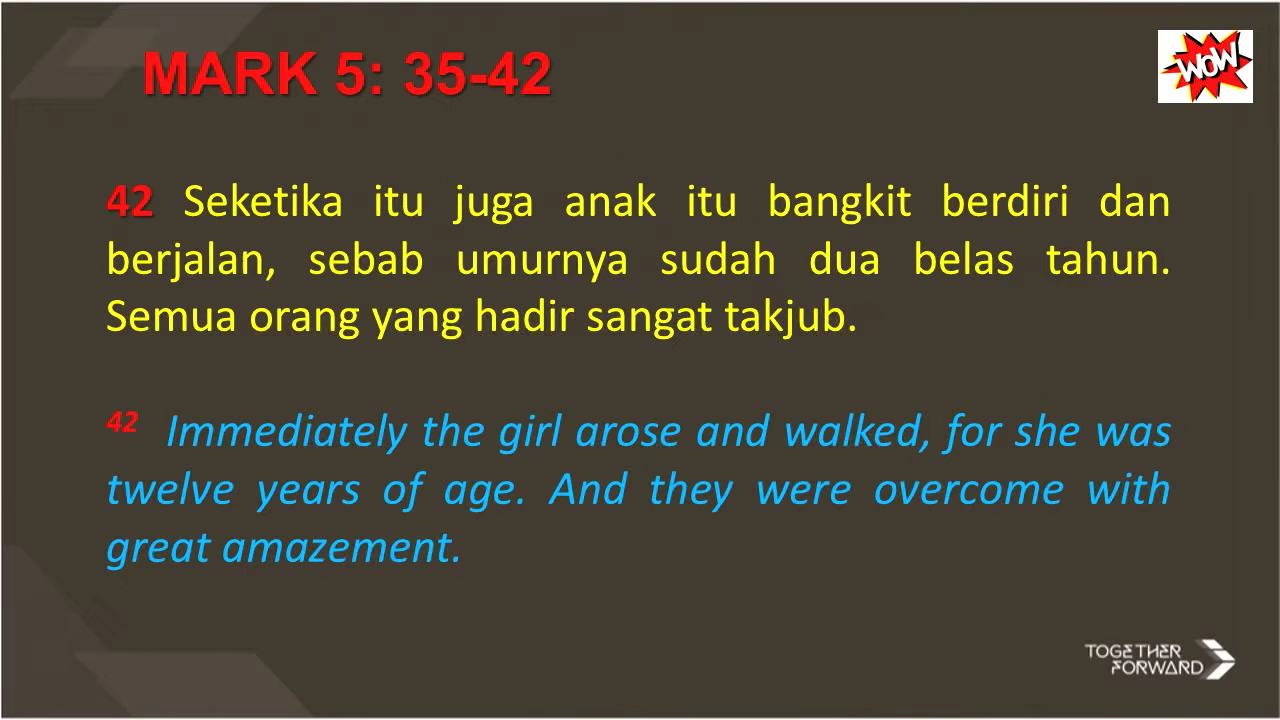 MARK 5: 35-42
WOW
42 Seketika itu juga anak itu bangkit berdiri dan
berjalan, sebab umurnya sudah dua belas tahun.
Semua orang yang hadir sangat takjub.
42 Immediately the girl arose and walked, for she was
twelve years of age. And they were overcome with
great amazement.
TOGETHER
FORWARD